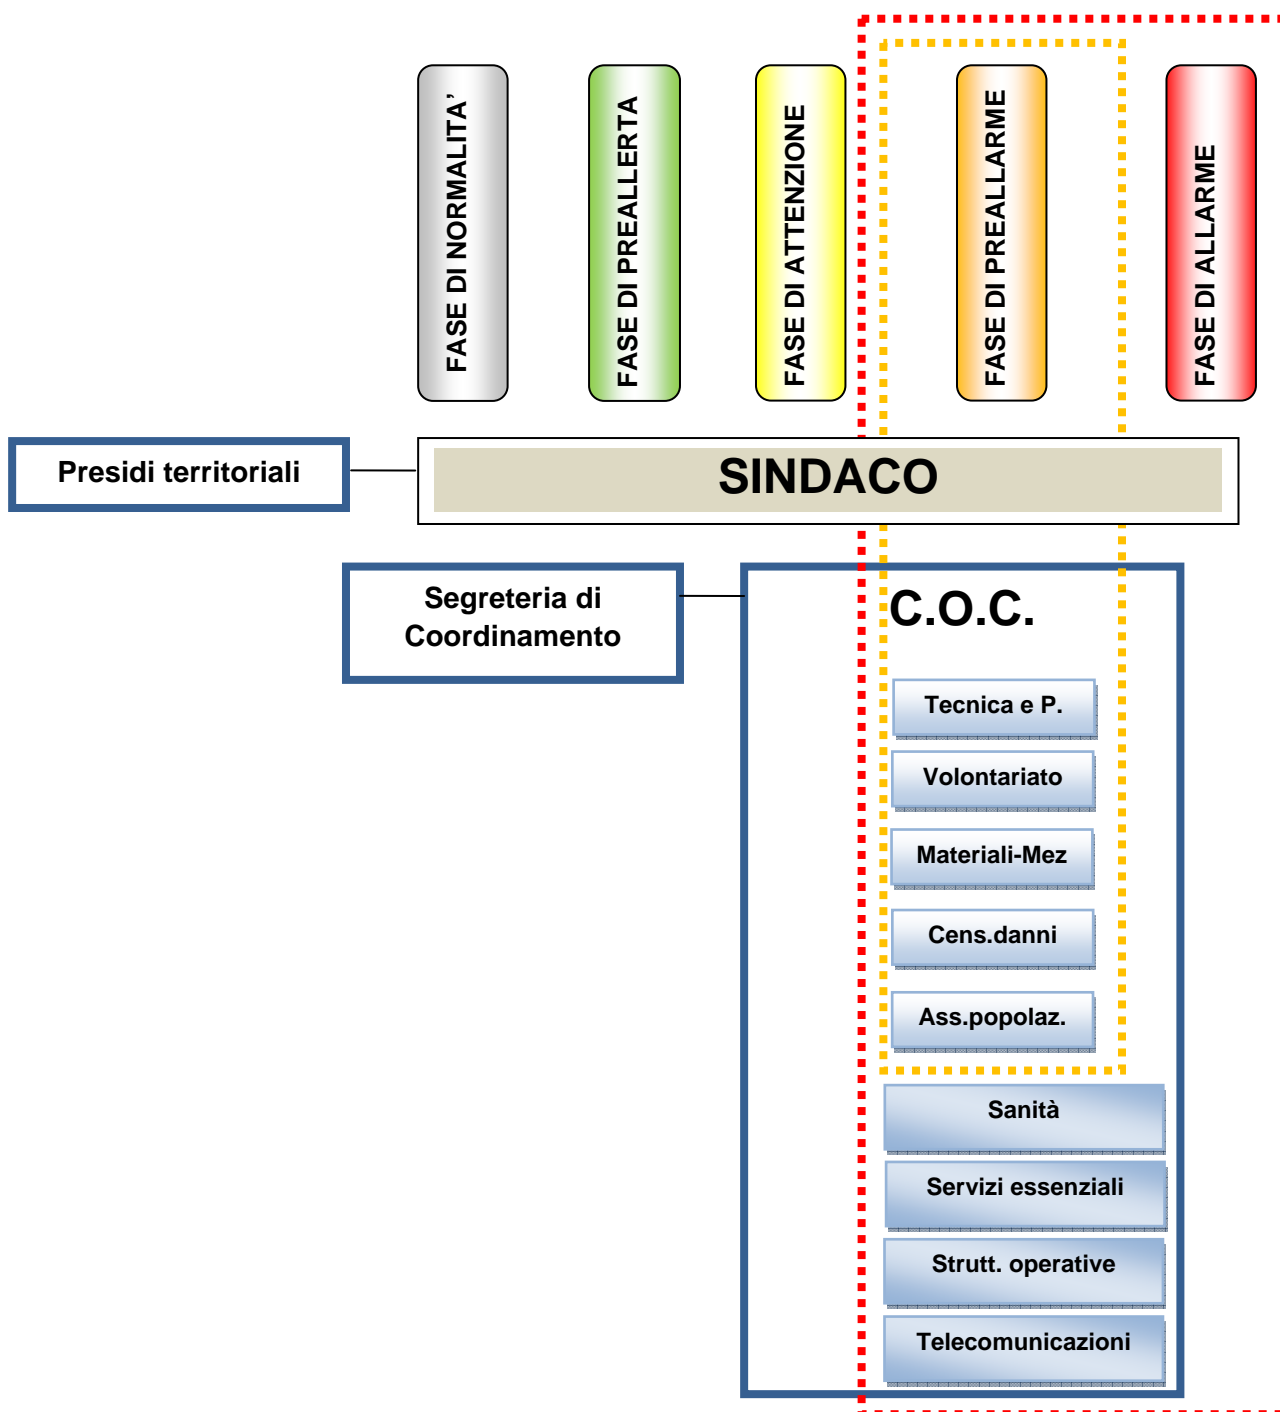 FASE DI NORMALITA’
FASE DI PREALLERTA
FASE DI ATTENZIONE
FASE DI PREALLARME
FASE DI ALLARME
Presidi territoriali
SINDACO
Segreteria di
Coordinamento
C.O.C.
Tecnica e P.
Volontariato
Materiali-Mez
Cens.danni
Ass.popolaz.
Sanità
Servizi essenziali
Strutt. operative
Telecomunicazioni